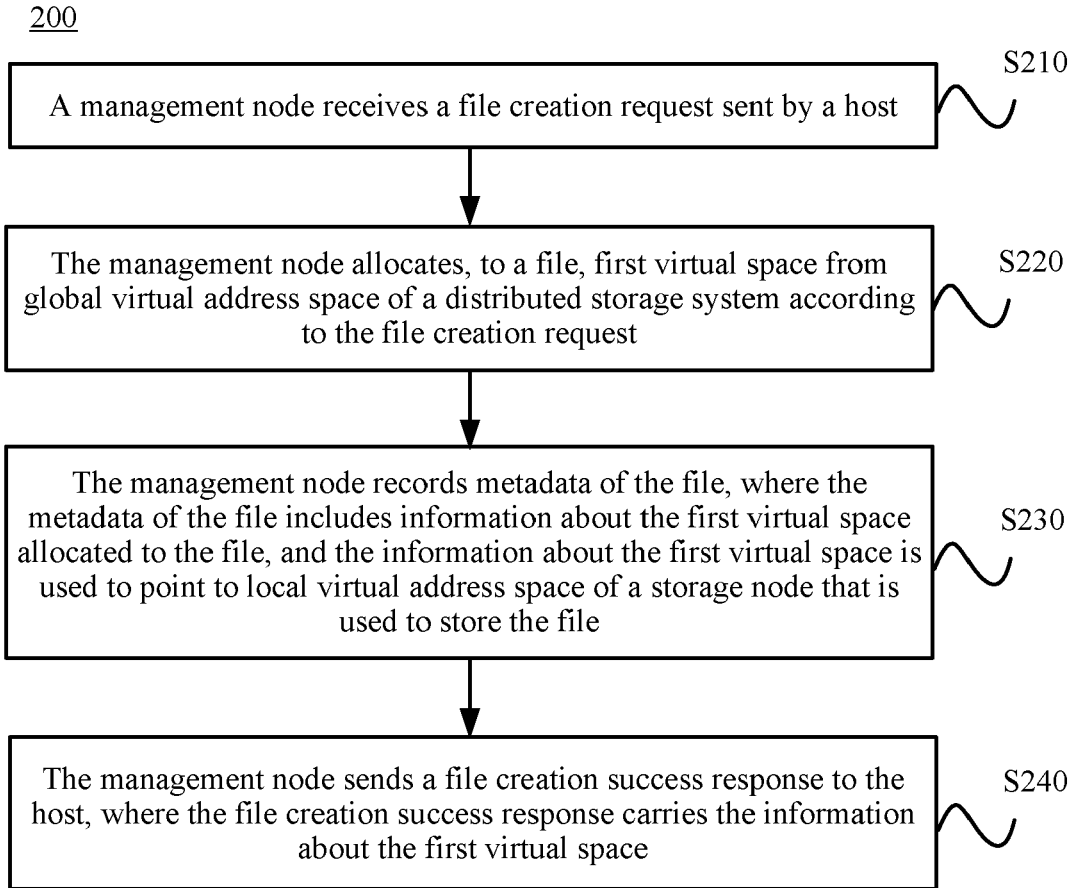 200
S210
A management node receives a file creation request sent by a host
S220
The management node allocates, to a file, first virtual space from
global virtual address space of a distributed storage system according
to the file creation request
S230
The management node records metadata of the file, where the
metadata of the file includes information about the first virtual space
allocated to the file, and the information about the first virtual space is
used to point to local virtual address space of a storage node that is
used to store the file
S240
The management node sends a file creation success response to the
host, where the file creation success response carries the information
about the first virtual space